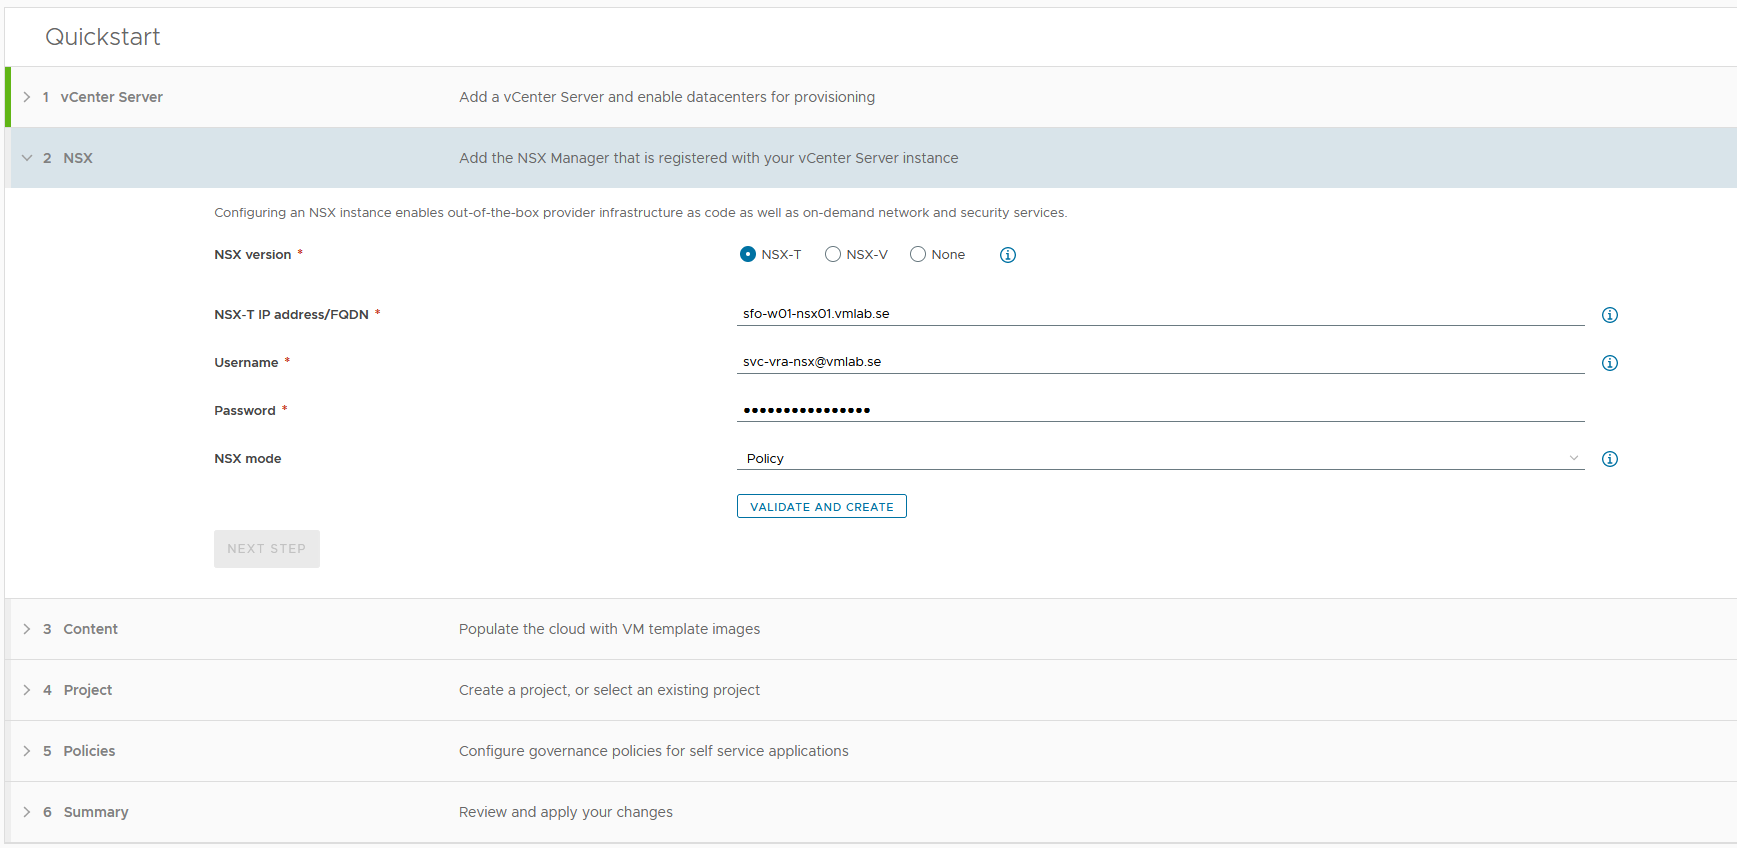 Quickstart
1 vCenter Server Add a vCenter Server and enable datacenters for provisioning
2 NSX Add the NSX Manager that is registered with your vCenter Server instance
Configuring an NSX instance enables out-of-the-box provider infrastructure as code as well as on-demand network and security services.
NSX version * NSX-T NSX-V None
NSX-T IP address/FQDN * sfo-w01-nsx01.vmlab.se
Username * svc-vra-nsx@vmlab.se
Password * ••••••••••••••••
NSX mode Policy
VALIDATE AND CREATE
NEXT STEP
3 Content Populate the cloud with VM template images
4 Project Create a project, or select an existing project
5 Policies Configure governance policies for self service applications
6 Summary Review and apply your changes